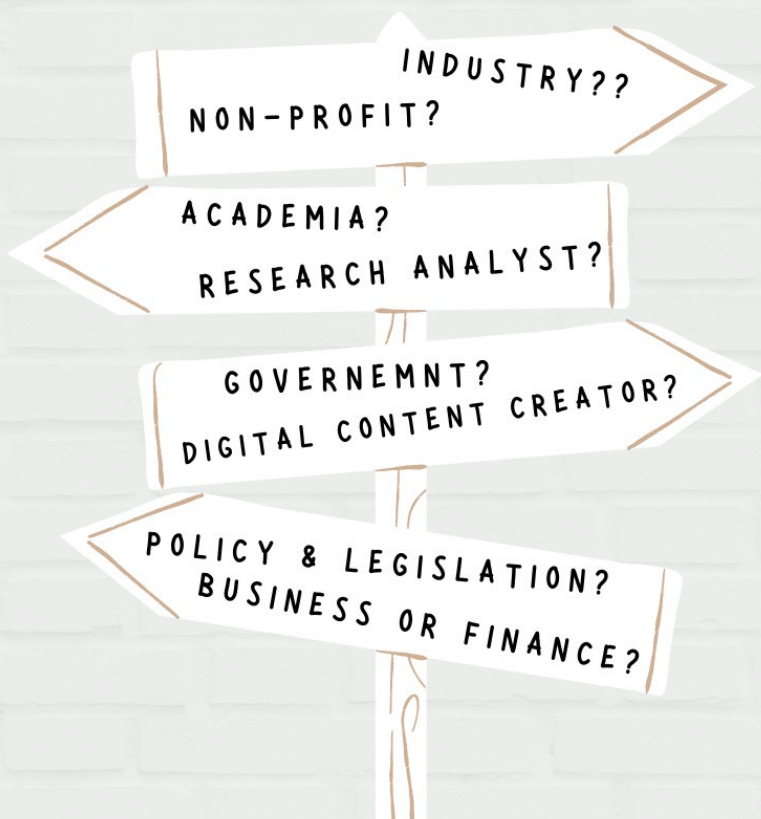 INDUSTRY??
NON-PROFIT?
ACADEMIA?
RESEARCH ANALYST?
GOVERNEMNT?
DIGITAL CONTENT CREATOR?
POLICY & LEGISLATION?
BUSINESS OR FINANCE?